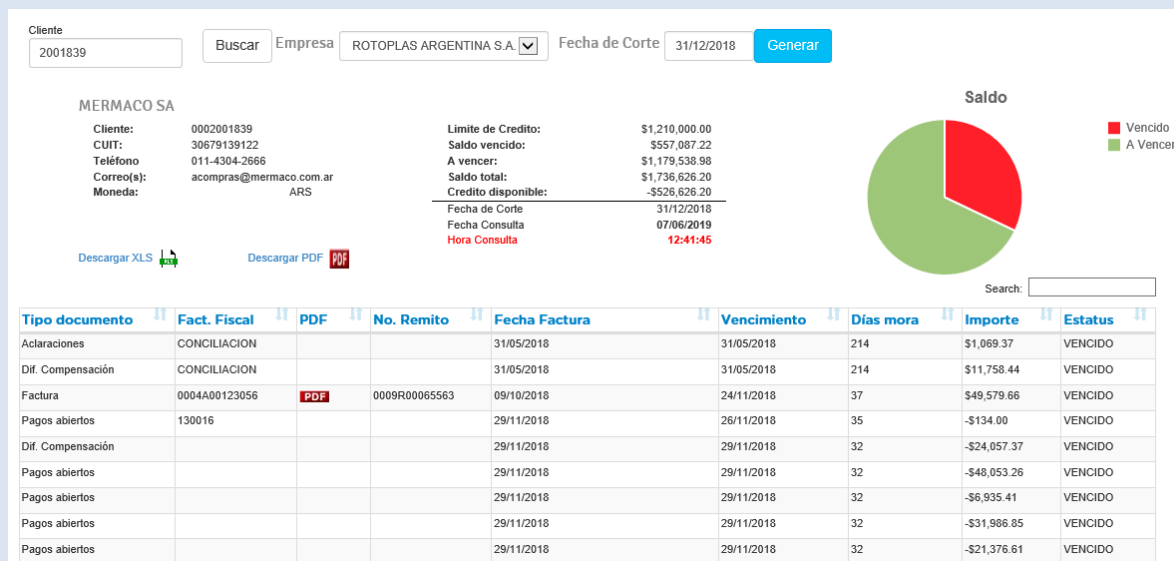 Cliente
2001839 Buscar Empresa ROTOPLAS ARGENTINA S.A. Fecha de Corte 31/12/2018 Generar
MERMACO SA
Cliente: 0002001839
CUIT: 30679139122
Teléfono 011-4304-2666
Correo(s): acompras@mermaco.com.ar
Moneda: ARS
Limite de Credito: $1,210,000.00
Saldo vencido: $557,087.22
A vencer: $1,179,538.98
Saldo total: $1,736,626.20
Credito disponible: -$526,626.20
Fecha de Corte 31/12/2018
Fecha Consulta 07/06/2019
Hora Consulta 12:41:45
Saldo
Vencido
A Vencer
Descargar XLS XLS Descargar PDF PDF
Search:
Tipo documento Fact. Fiscal PDF No. Remito Fecha Factura Vencimiento Días mora Importe Estatus
Aclaraciones CONCILIACION 31/05/2018 31/05/2018 214 $1,069.37 VENCIDO
Dif. Compensación CONCILIACION 31/05/2018 31/05/2018 214 $11,758.44 VENCIDO
Factura 0004A00123056 PDF 0009R00065563 09/10/2018 24/11/2018 37 $49,579.66 VENCIDO
Pagos abiertos 130016 29/11/2018 26/11/2018 35 -$134.00 VENCIDO
Dif. Compensación 29/11/2018 29/11/2018 32 -$24,057.37 VENCIDO
Pagos abiertos 29/11/2018 29/11/2018 32 -$48,053.26 VENCIDO
Pagos abiertos 29/11/2018 29/11/2018 32 -$6,935.41 VENCIDO
Pagos abiertos 29/11/2018 29/11/2018 32 -$31,986.85 VENCIDO
Pagos abiertos 29/11/2018 29/11/2018 32 -$21,376.61 VENCIDO